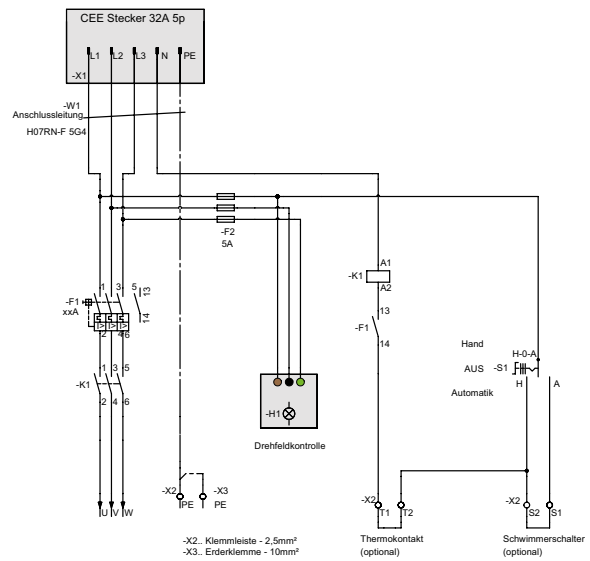 CEE Stecker 32A 5p
L1 L2 L3 N PE
-X1
-W1
Anschlussleitung
H07RN-F 5G4
-F2
5A
A1
-K1
A2
1 3 5 13
-F1
xxA
I> I> I>
2 4 6 14
13
-F1
14
Hand
H-0-A
AUS -S1
H A
Automatik
-K1
1 3 5
2 4 6
-H1
Drehfeldkontrolle
-X2 -X3
PE PE
U V W
-X2
T1 T2
-X2
S2 S1
-X2.. Klemmleiste - 2,5mm²
-X3.. Erderklemme - 10mm²
Thermokontakt
(optional)
Schwimmerschalter
(optional)